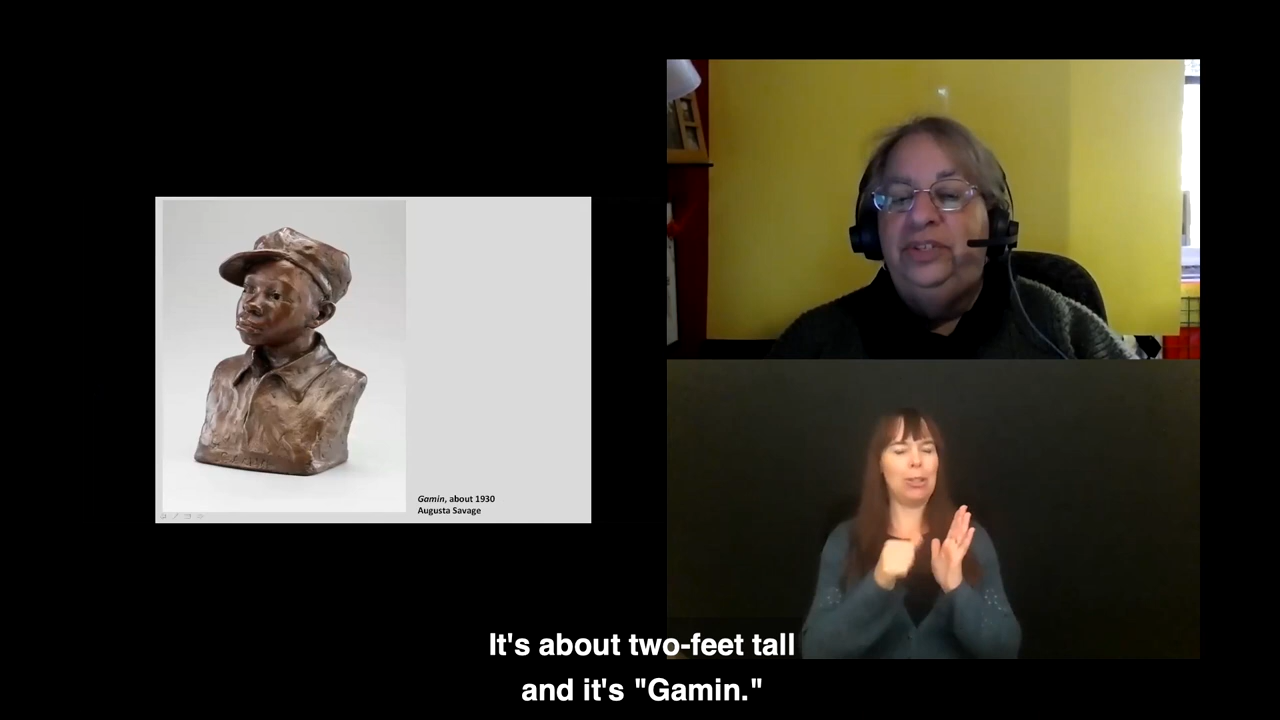 Gamin, about 1930
Augusta Savage
It's about two-feet tall
and it's "Gamin."